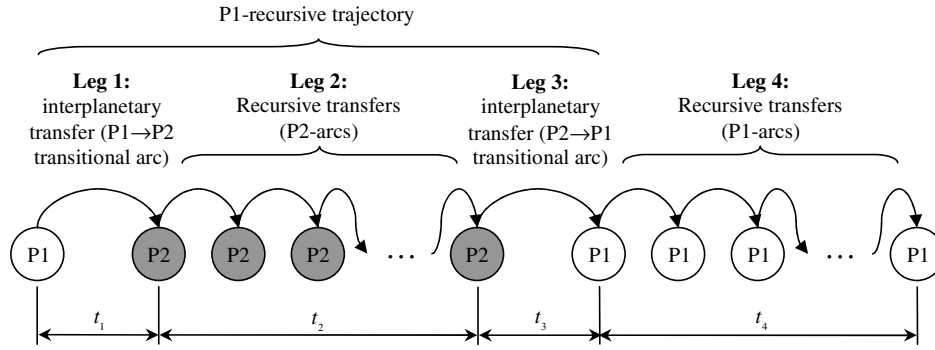 P1-recursive trajectory
Leg 1:
interplanetary
transfer (P1→P2
transitional arc)
Leg 2:
Recursive transfers
(P2-arcs)
Leg 3:
interplanetary
transfer (P2→P1
transitional arc)
Leg 4:
Recursive transfers
(P1-arcs)
P1 P2 P2 P2 ... P2 P1 P1 P1 ... P1
t₁ t₂ t₃ t₄